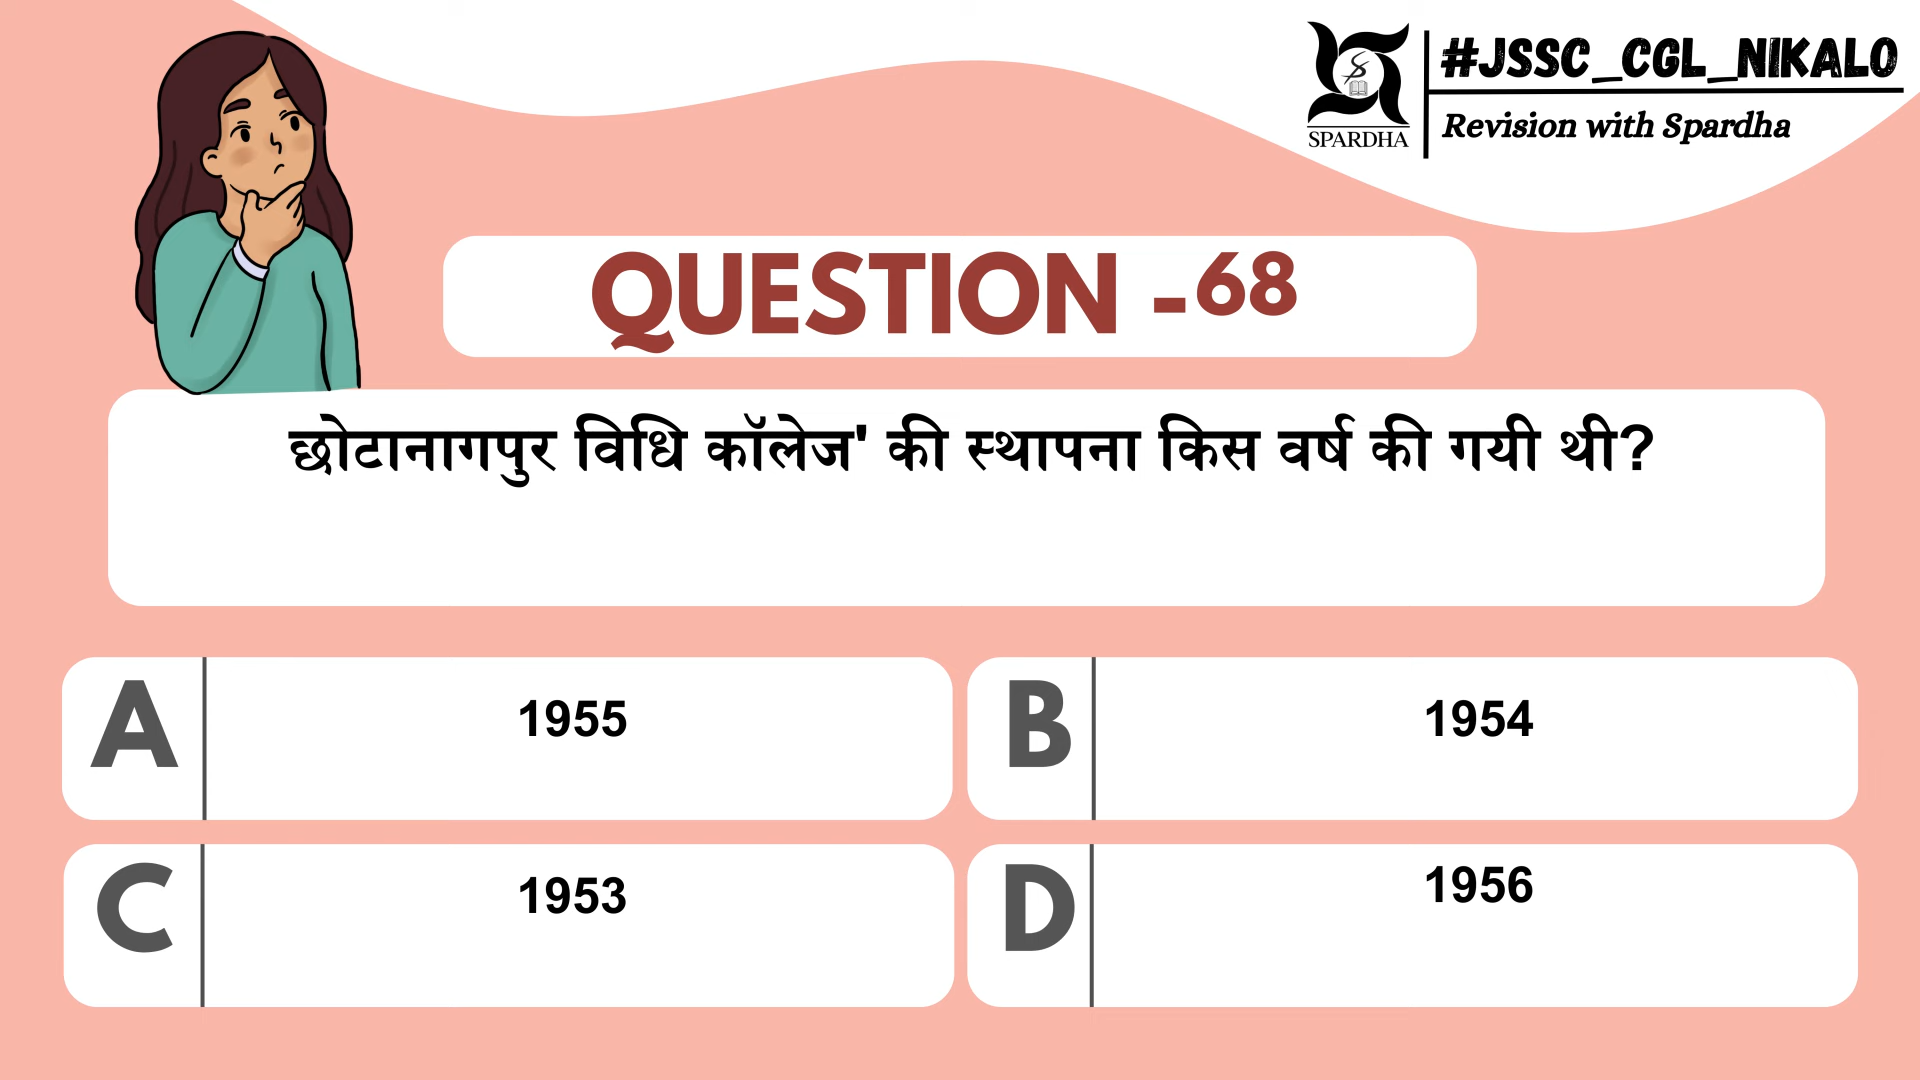 SPARDHA
#JSSC_CGL_NIKALO
Revision with Spardha
QUESTION -68
छोटानागपुर विधि कॉलेज' की स्थापना किस वर्ष की गयी थी?
A 1955
B 1954
C 1953
D 1956